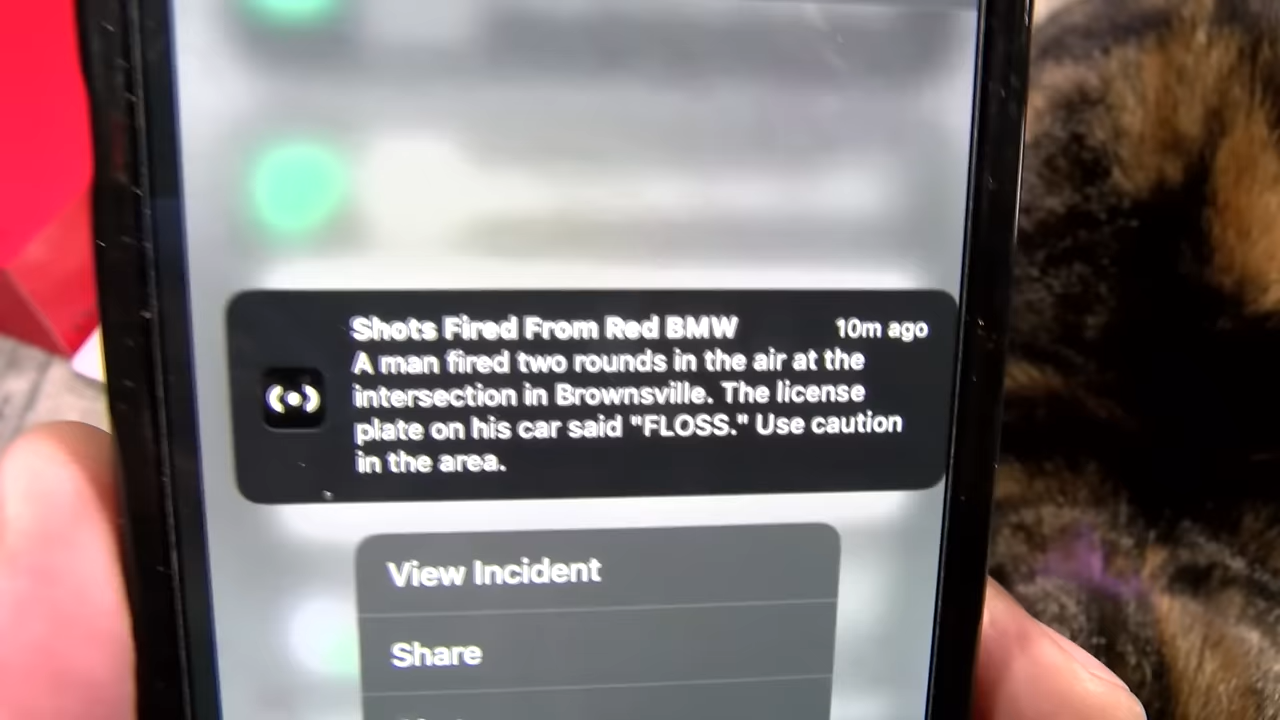 Shots Fired From Red BMW
10m ago
A man fired two rounds in the air at the
intersection in Brownsville. The license
plate on his car said "FLOSS." Use caution
in the area.
View Incident
Share